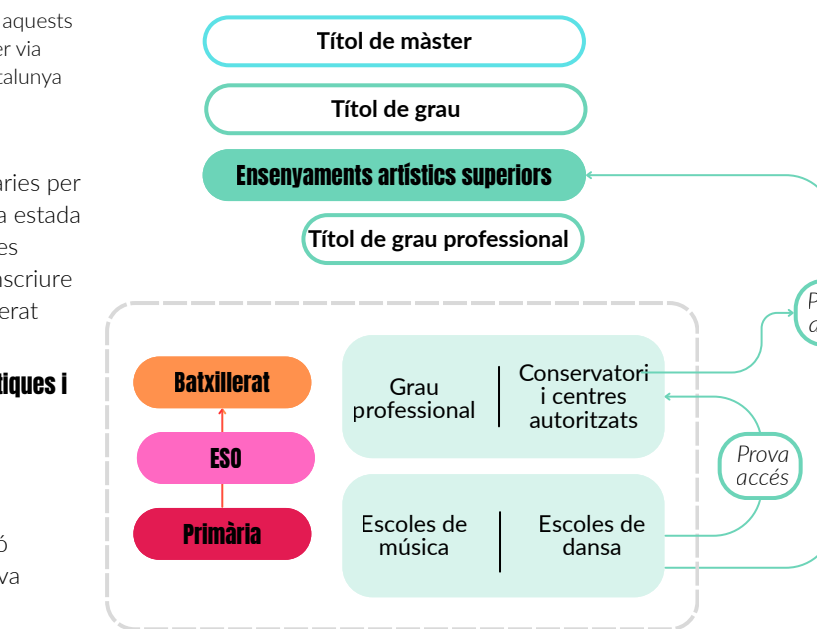 aquests
er via
talunya
Títol de màster
Títol de grau
Ensenyaments artístics superiors
Títol de grau professional
aries per
a estada
es
nscriure
erat
tiques i
ó
va
Batxillerat
ESO
Primària
Grau
professional
Conservatori
i centres
autoritzats
Escoles de
música
Escoles de
dansa
Prova
accés